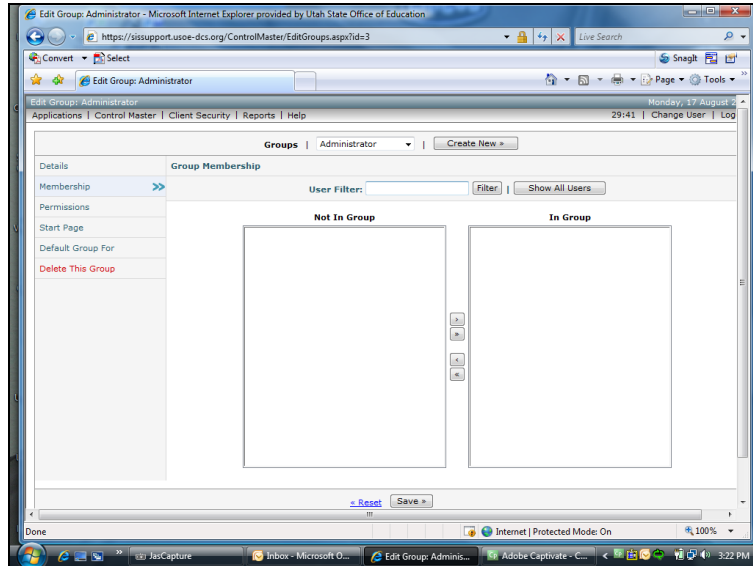 Edit Group: Administrator - Microsoft Internet Explorer provided by Utah State Office of Education
https://sissupport.usoe-dcs.org/ControlMaster/EditGroups.aspx?id=3
Live Search
Convert Select
SnagIt
Edit Group: Administrator
Page Tools
Edit Group: Administrator Monday, 17 August 2
Applications | Control Master | Client Security | Reports | Help 29:41 | Change User | Log
Groups | Administrator | Create New »
Details
Group Membership
Membership
User Filter: Filter | Show All Users
Permissions
Start Page
Default Group For
Delete This Group
Not In Group In Group
›
»
‹
«
« Reset Save »
Done Internet | Protected Mode: On 100%
JasCapture Inbox - Microsoft O... Edit Group: Adminis... Adobe Captivate - C... 3:22 PM